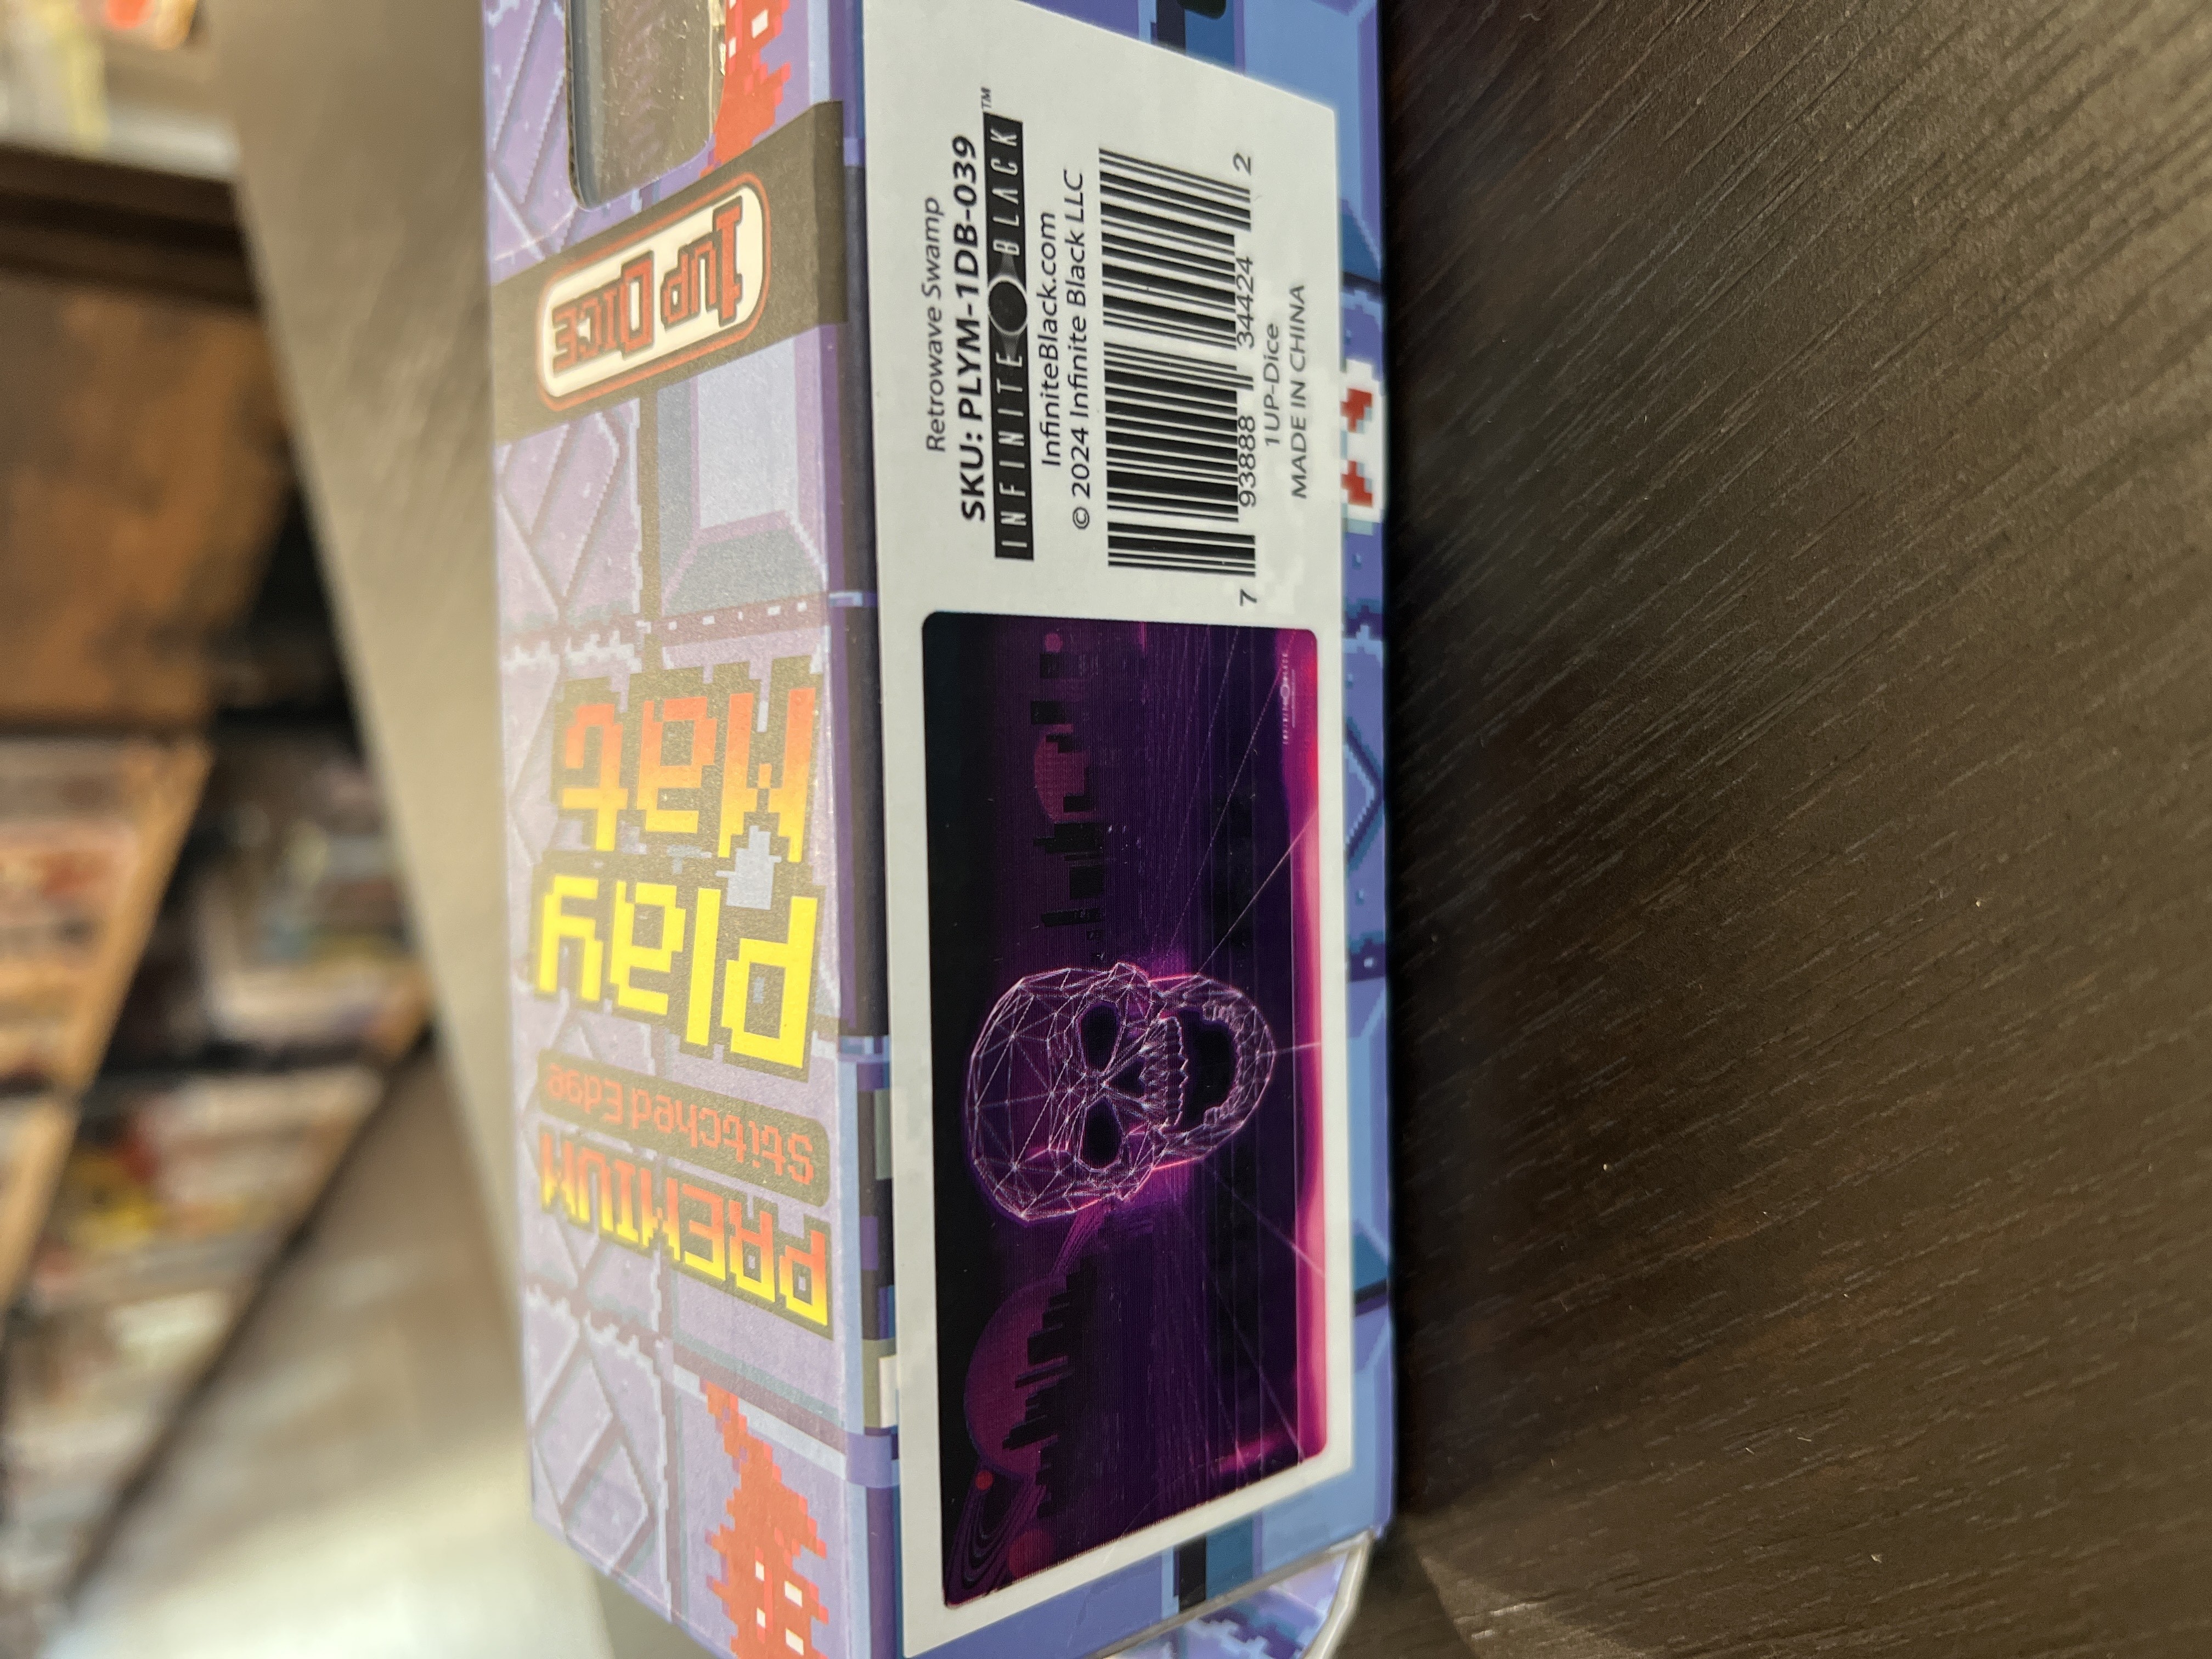 PREMIUM
Stitched Edge
Play
Mat
1UP DICE
Retrowave Swamp
SKU: PLYM-1DB-039
INFINITE BLACK™
InfiniteBlack.com
© 2024 Infinite Black LLC
7 93888 34424 2
1UP-Dice
MADE IN CHINA